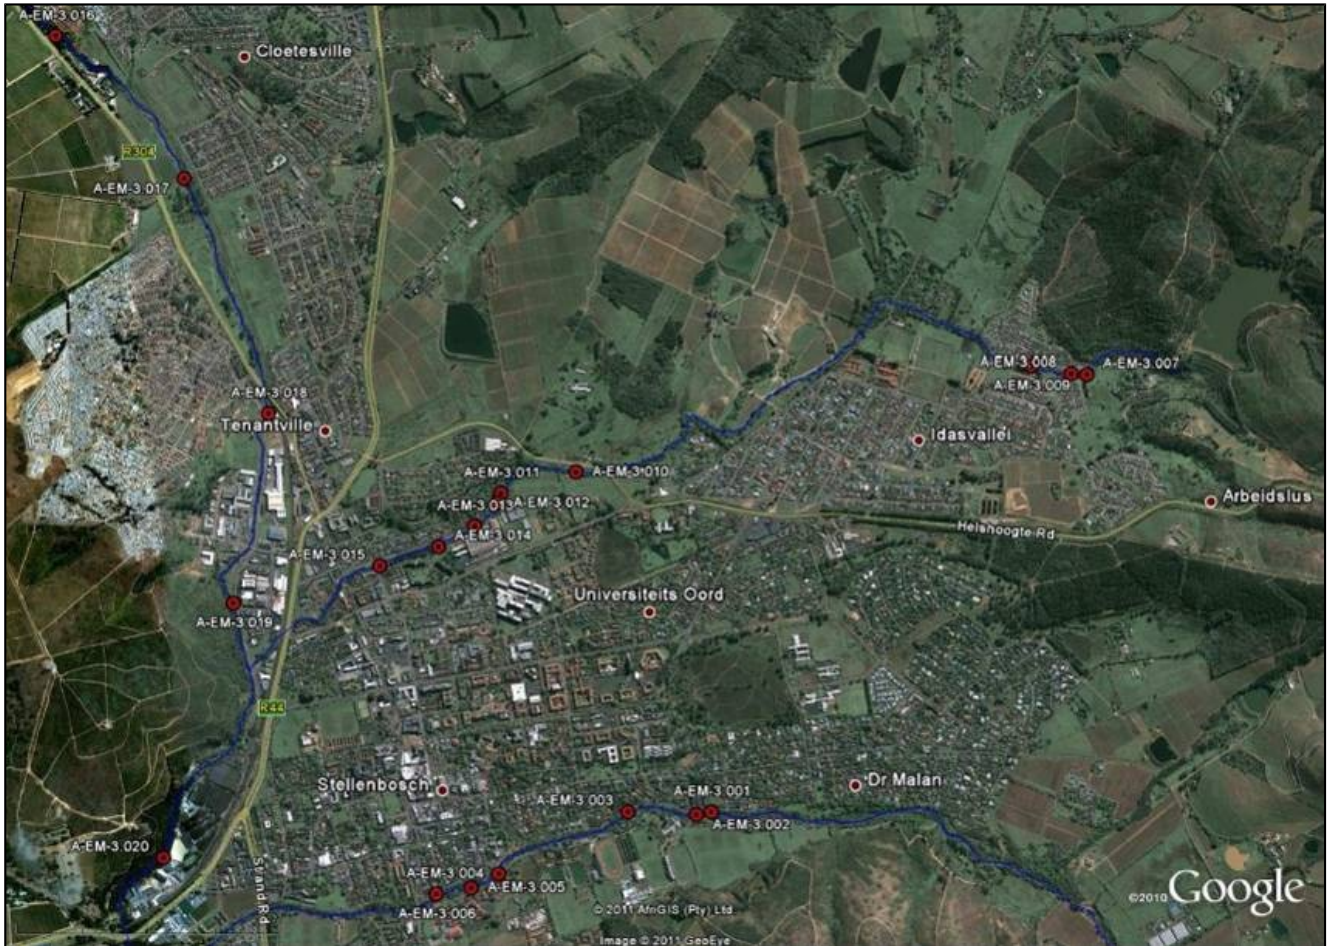 A-EM-3 016
Cloetesville
R304
A-EM-3 017
A-EM-3 008
A-EM-3 007
A-EM-3 009
A-EM-3 018
Tenantville
Idasvallei
A-EM-3 011
A-EM-3 010
A-EM-3 013
A-EM-3 012
Arbeidslus
Helshoogte Rd
A-EM-3 014
A-EM-3 015
Universiteits Oord
A-EM-3 019
R44
Stellenbosch
Dr Malan
A-EM-3 003
A-EM-3 001
A-EM-3 002
A-EM-3 020
Strand Rd
A-EM-3 004
A-EM-3 005
A-EM-3 006
© 2011 AfriGIS (Pty) Ltd.
©2010 Google
Image © 2011 GeoEye